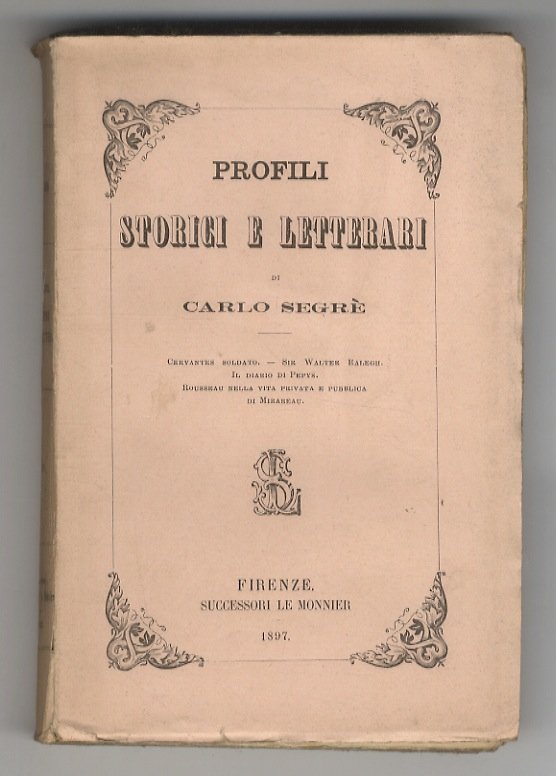 PROFILI
STORICI E LETTERARI
DI
CARLO SEGRÈ
CERVANTES SOLDATO. — SIR WALTER RALEGH.
IL DIARIO DI PEPYS.
ROUSSEAU NELLA VITA PRIVATA E PUBBLICA
DI MIRABEAU.
FIRENZE,
SUCCESSORI LE MONNIER
1897.